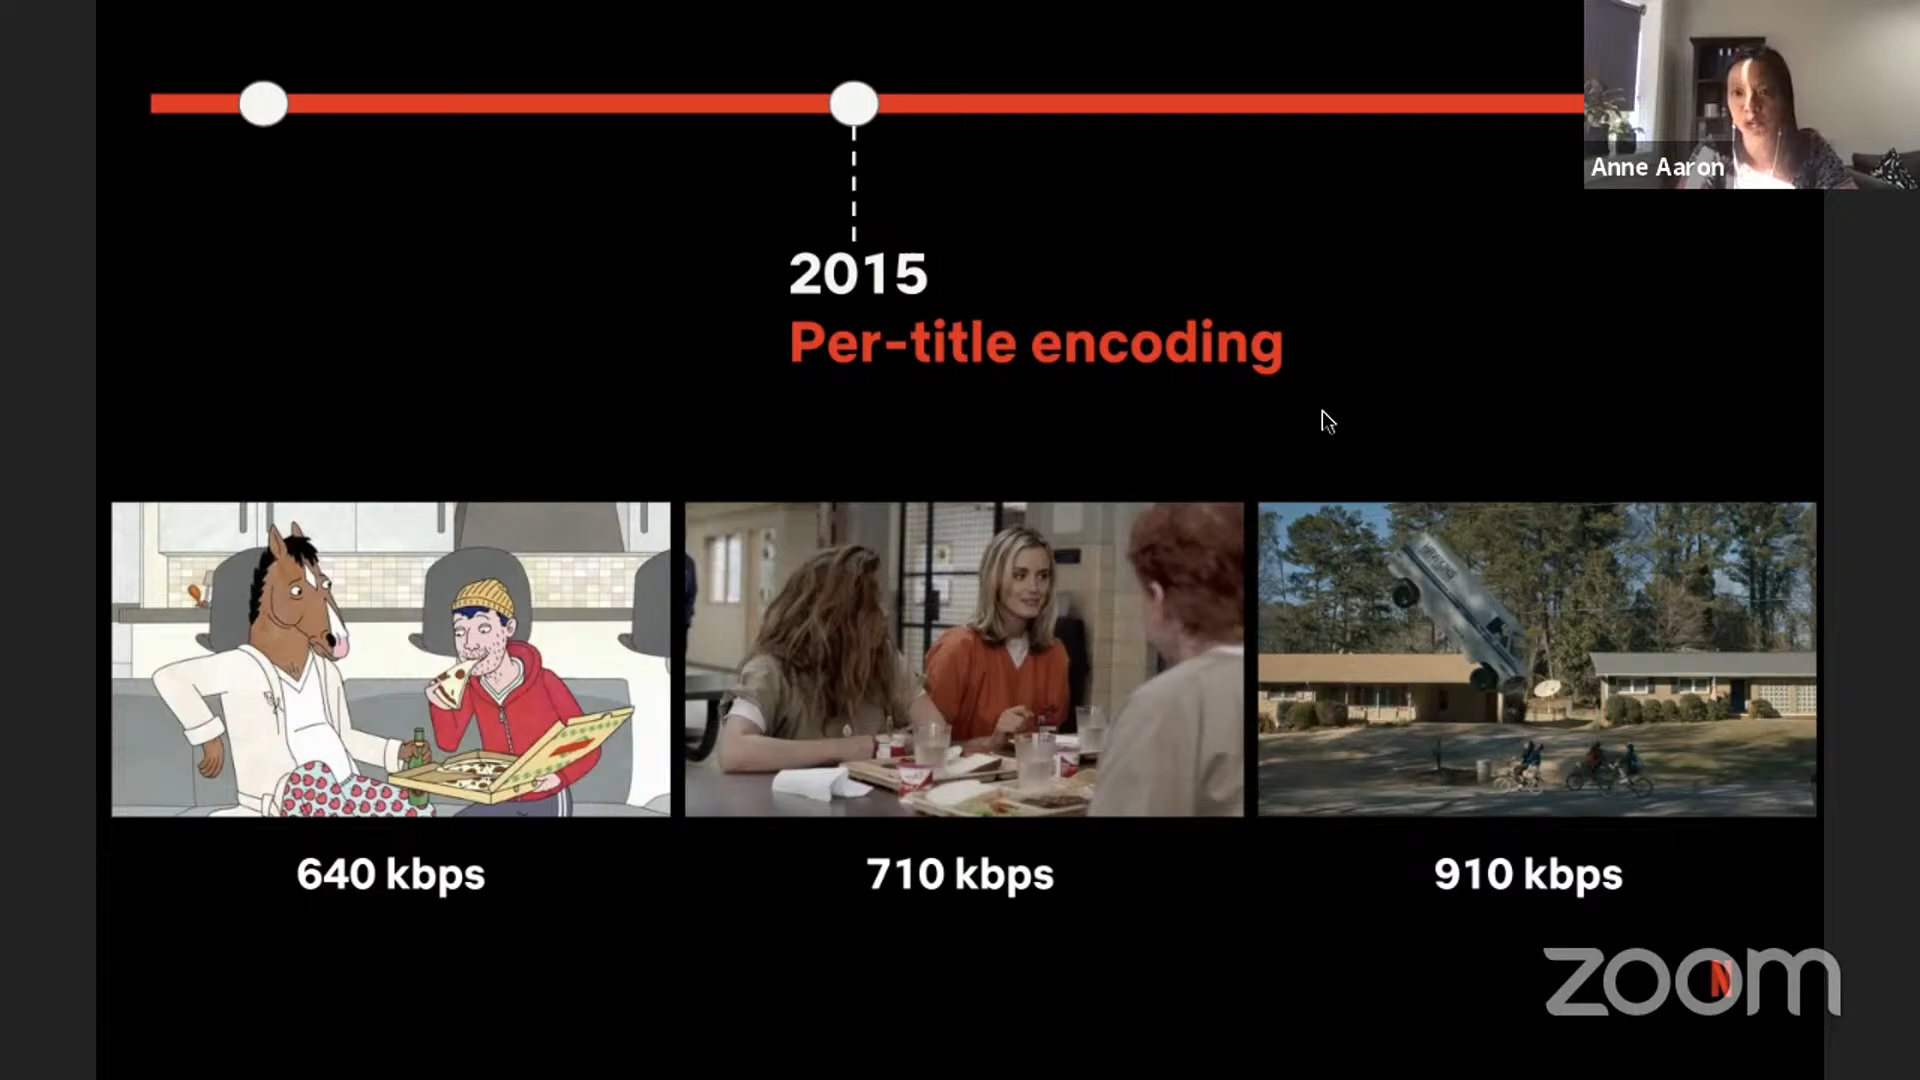 Anne Aaron
2015
Per-title encoding
640 kbps
710 kbps
910 kbps
zoom
N